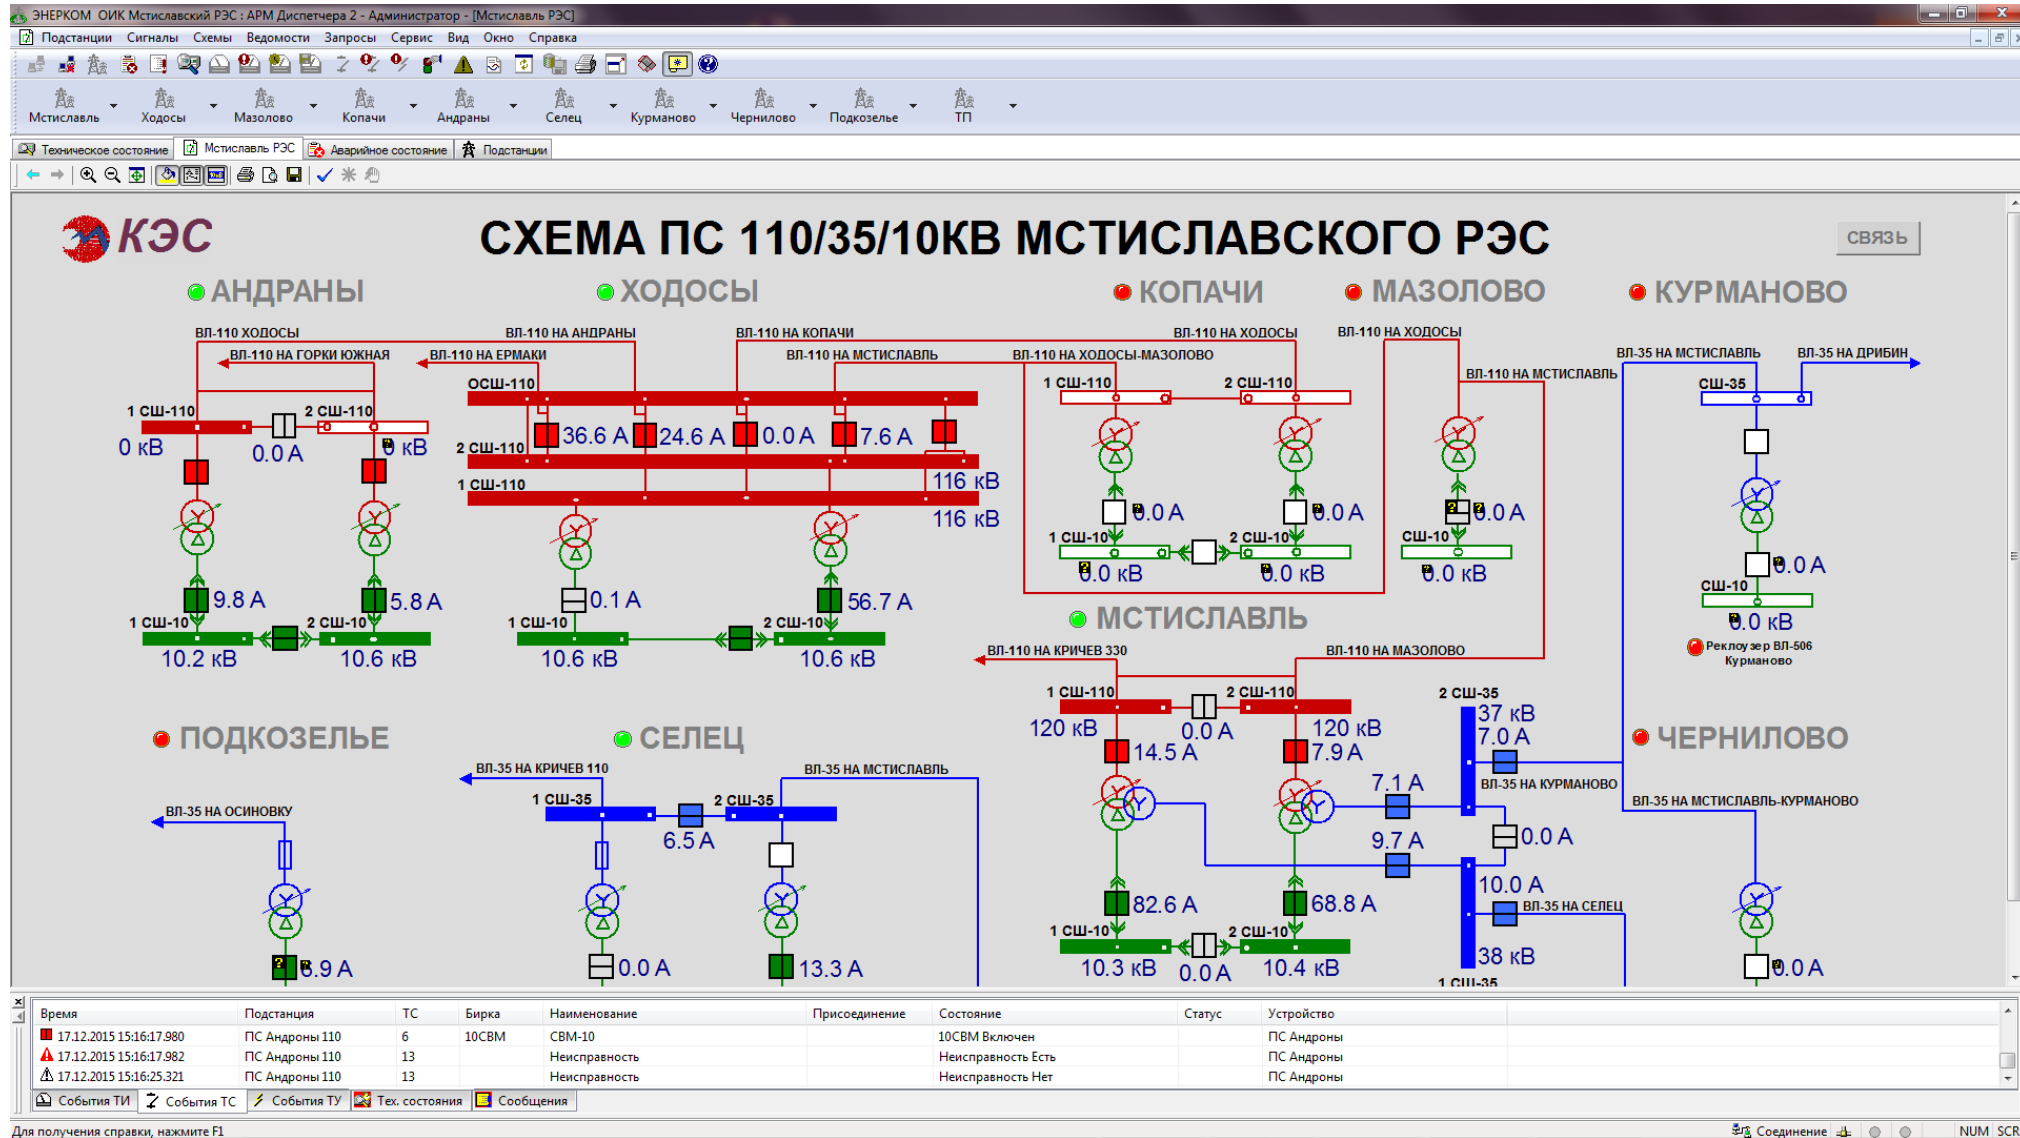 ЭНЕРКОМ ОИК Мстиславский РЭС : АРМ Диспетчера 2 - Администратор - [Мстиславль РЭС]
Подстанции Сигналы Схемы Ведомости Запросы Сервис Вид Окно Справка
Мстиславль Ходосы Мазолово Копачи Андраны Селец Курманово Чернилово Подкозелье ТП
Техническое состояние Мстиславль РЭС Аварийное состояние Подстанции
КЭС СХЕМА ПС 110/35/10КВ МСТИСЛАВСКОГО РЭС СВЯЗЬ
АНДРАНЫ ХОДОСЫ КОПАЧИ МАЗОЛОВО КУРМАНОВО
ВЛ-110 ХОДОСЫ ВЛ-110 НА АНДРАНЫ ВЛ-110 НА КОПАЧИ ВЛ-110 НА ХОДОСЫ ВЛ-110 НА ХОДОСЫ
ВЛ-110 НА ГОРКИ ЮЖНАЯ ВЛ-110 НА ЕРМАКИ ВЛ-110 НА МСТИСЛАВЛЬ ВЛ-110 НА ХОДОСЫ-МАЗОЛОВО ВЛ-35 НА МСТИСЛАВЛЬ ВЛ-35 НА ДРИБИН
ВЛ-110 НА МСТИСЛАВЛЬ
ОСШ-110 1 СШ-110 2 СШ-110 СШ-35
1 СШ-110 2 СШ-110
36.6 А 24.6 А 0.0 А 7.6 А
0 кВ 0.0 А 0 кВ 2 СШ-110
1 СШ-110 116 кВ
116 кВ 0.0 А 0.0 А 0.0 А
1 СШ-10 2 СШ-10 СШ-10
0.0 А
0.0 кВ 0.0 кВ 0.0 кВ
СШ-10
9.8 А 5.8 А 0.1 А 56.7 А
1 СШ-10 2 СШ-10 1 СШ-10 2 СШ-10 МСТИСЛАВЛЬ 0.0 кВ
10.2 кВ 10.6 кВ 10.6 кВ 10.6 кВ
Реклоузер ВЛ-506
Курманово
ВЛ-110 НА КРИЧЕВ 330 ВЛ-110 НА МАЗОЛОВО
1 СШ-110 2 СШ-110 2 СШ-35
120 кВ 0.0 А 120 кВ 37 кВ
7.0 А
ПОДКОЗЕЛЬЕ СЕЛЕЦ ЧЕРНИЛОВО
14.5 А 7.9 А
ВЛ-35 НА КРИЧЕВ 110 ВЛ-35 НА МСТИСЛАВЛЬ 7.1 А ВЛ-35 НА КУРМАНОВО
1 СШ-35 2 СШ-35 ВЛ-35 НА МСТИСЛАВЛЬ-КУРМАНОВО
ВЛ-35 НА ОСИНОВКУ
6.5 А 9.7 А 0.0 А
10.0 А
82.6 А 68.8 А ВЛ-35 НА СЕЛЕЦ
1 СШ-10 2 СШ-10
38 кВ
6.9 А 0.0 А 13.3 А 10.3 кВ 0.0 А 10.4 кВ 0.0 А
1 СШ-35
Время Подстанция ТС Бирка Наименование Присоединение Состояние Статус Устройство
17.12.2015 15:16:17.980 ПС Андроны 110 6 10СВМ СВМ-10 10СВМ Включен ПС Андроны
17.12.2015 15:16:17.982 ПС Андроны 110 13 Неисправность Неисправность Есть ПС Андроны
17.12.2015 15:16:25.321 ПС Андроны 110 13 Неисправность Неисправность Нет ПС Андроны
События ТИ События ТС События ТУ Тех. состояния Сообщения
Для получения справки, нажмите F1 Соединение NUM SCR